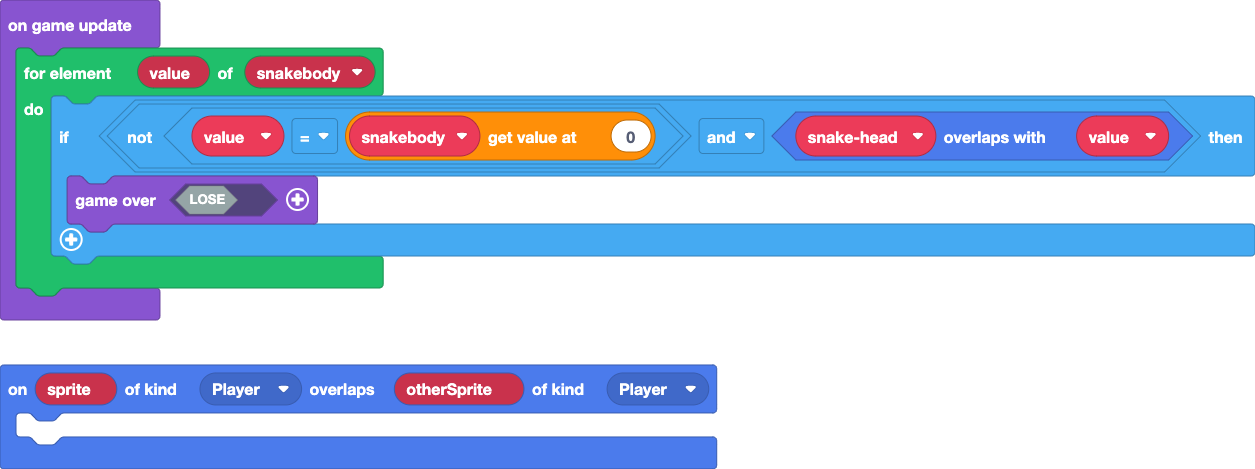 on game update
for element value of snakebody
do
if not value = snakebody get value at 0 and snake-head overlaps with value then
game over LOSE
on sprite of kind Player overlaps otherSprite of kind Player